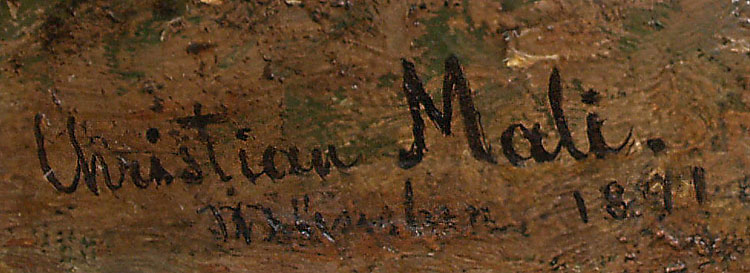 Christian Mali.
München 1891